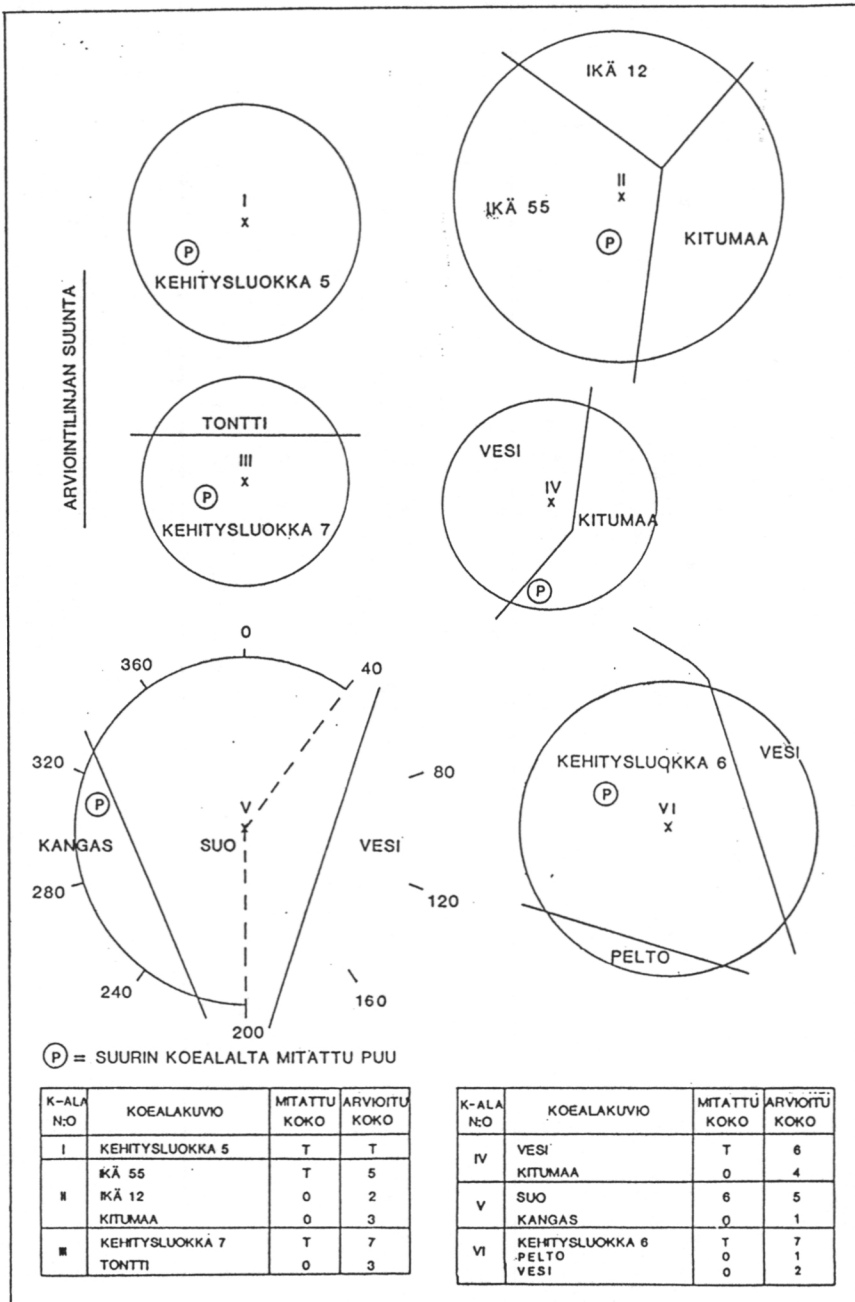 IKÄ 12
I
x
P
KEHITYSLUOKKA 5
II
x
IKÄ 55
P
KITUMAA
ARVIOINTILINJAN SUUNTA
TONTTI
III
x
P
KEHITYSLUOKKA 7
VESI
IV
x
KITUMAA
P
0
360
40
320
80
P
V
x
KANGAS
SUO
VESI
280
120
240
160
200
KEHITYSLUOKKA 6
VESI
P
VI
x
PELTO
P = SUURIN KOEALALTA MITATTU PUU
K-ALA N:O KOEALAKUVIO MITATTU KOKO ARVIOITU KOKO
I KEHITYSLUOKKA 5 T T
IKÄ 55 T 5
II IKÄ 12 0 2
KITUMAA 0 3
III KEHITYSLUOKKA 7 T 7
TONTTI 0 3
K-ALA N:O KOEALAKUVIO MITATTU KOKO ARVIOITU KOKO
IV VESI T 6
KITUMAA 0 4
V SUO 6 5
KANGAS 0 1
VI KEHITYSLUOKKA 6 T 7
PELTO 0 1
VESI 0 2